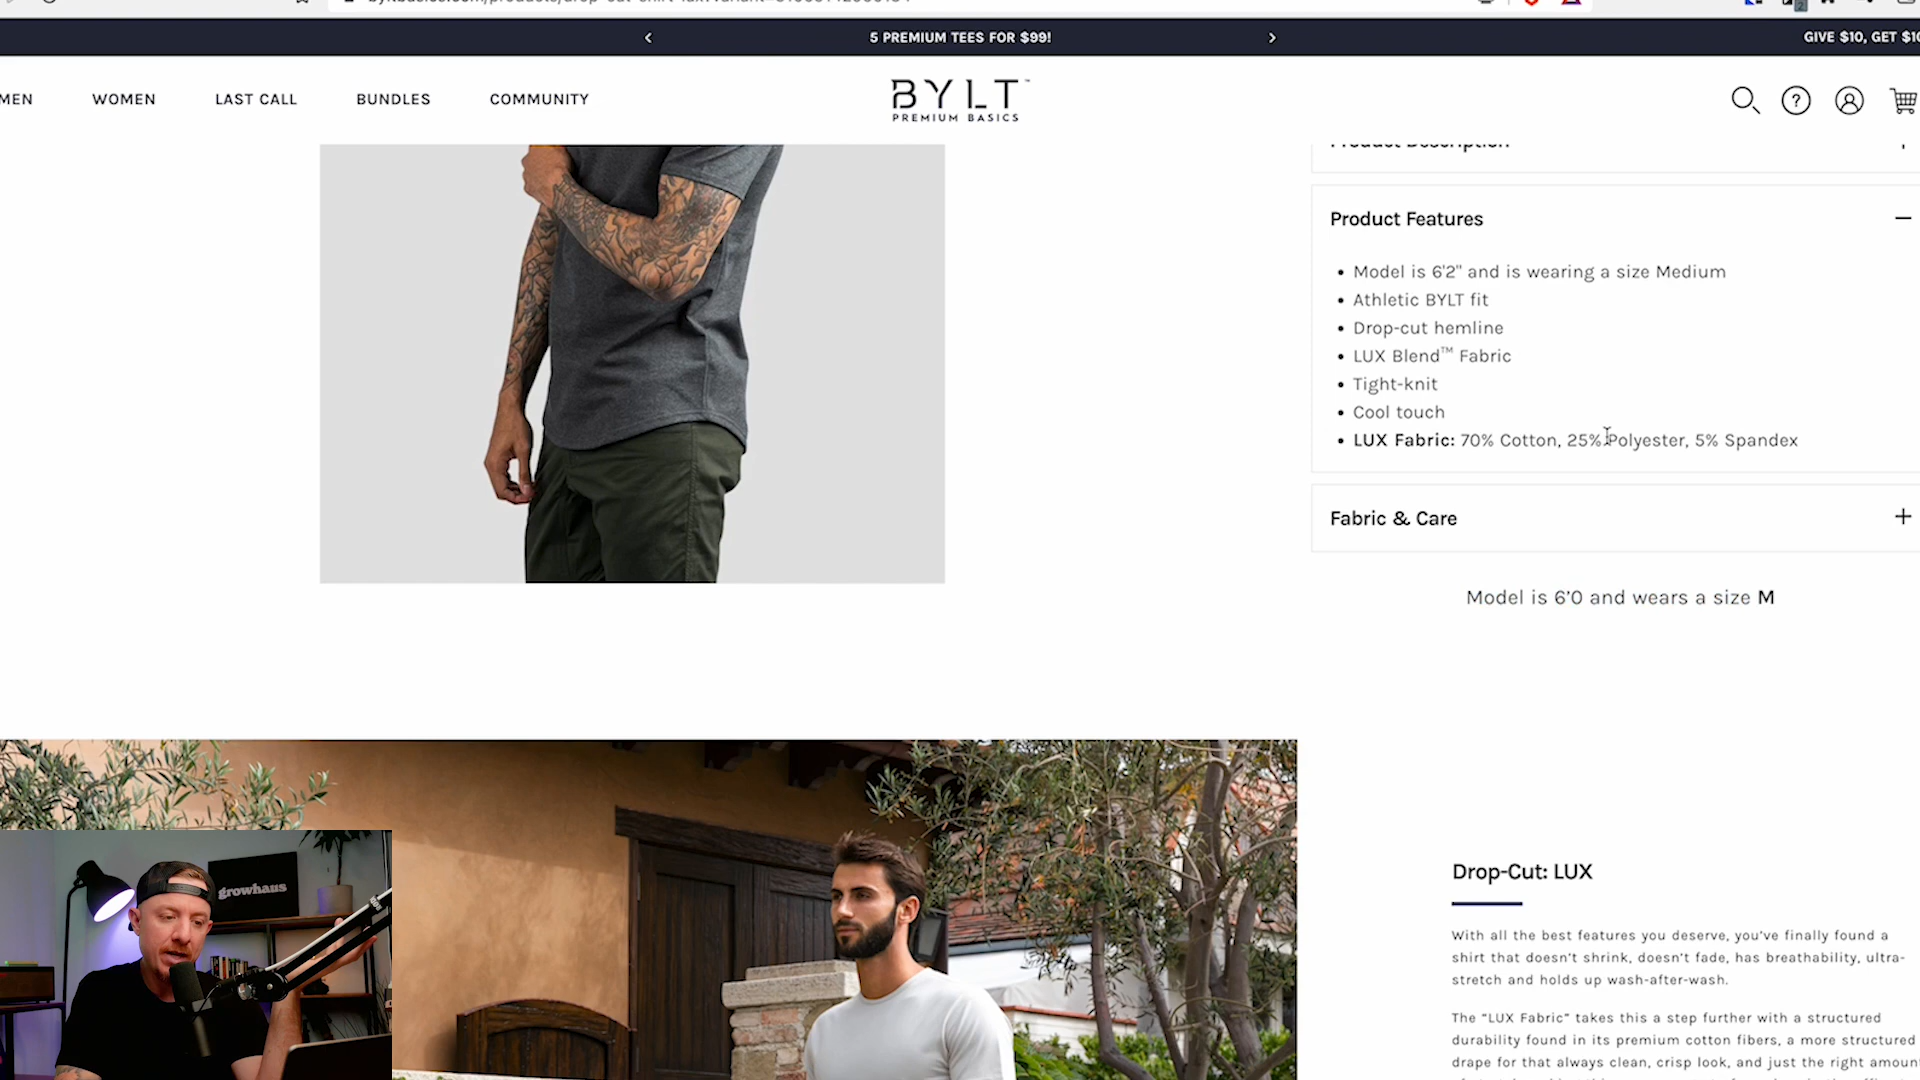 5 PREMIUM TEES FOR $99!
GIVE $10, GET $10
MEN
WOMEN
LAST CALL
BUNDLES
COMMUNITY
BYLT™
PREMIUM BASICS
Product Description
Product Features
• Model is 6'2" and is wearing a size Medium
• Athletic BYLT fit
• Drop-cut hemline
• LUX Blend™ Fabric
• Tight-knit
• Cool touch
• LUX Fabric: 70% Cotton, 25% Polyester, 5% Spandex
Fabric & Care
Model is 6'0 and wears a size M
growhaus
Drop-Cut: LUX
With all the best features you deserve, you've finally found a
shirt that doesn't shrink, doesn't fade, has breathability, ultra-
stretch and holds up wash-after-wash.
The “LUX Fabric” takes this a step further with a structured
durability found in its premium cotton fibers, a more structured
drape for that always clean, crisp look, and just the right amount